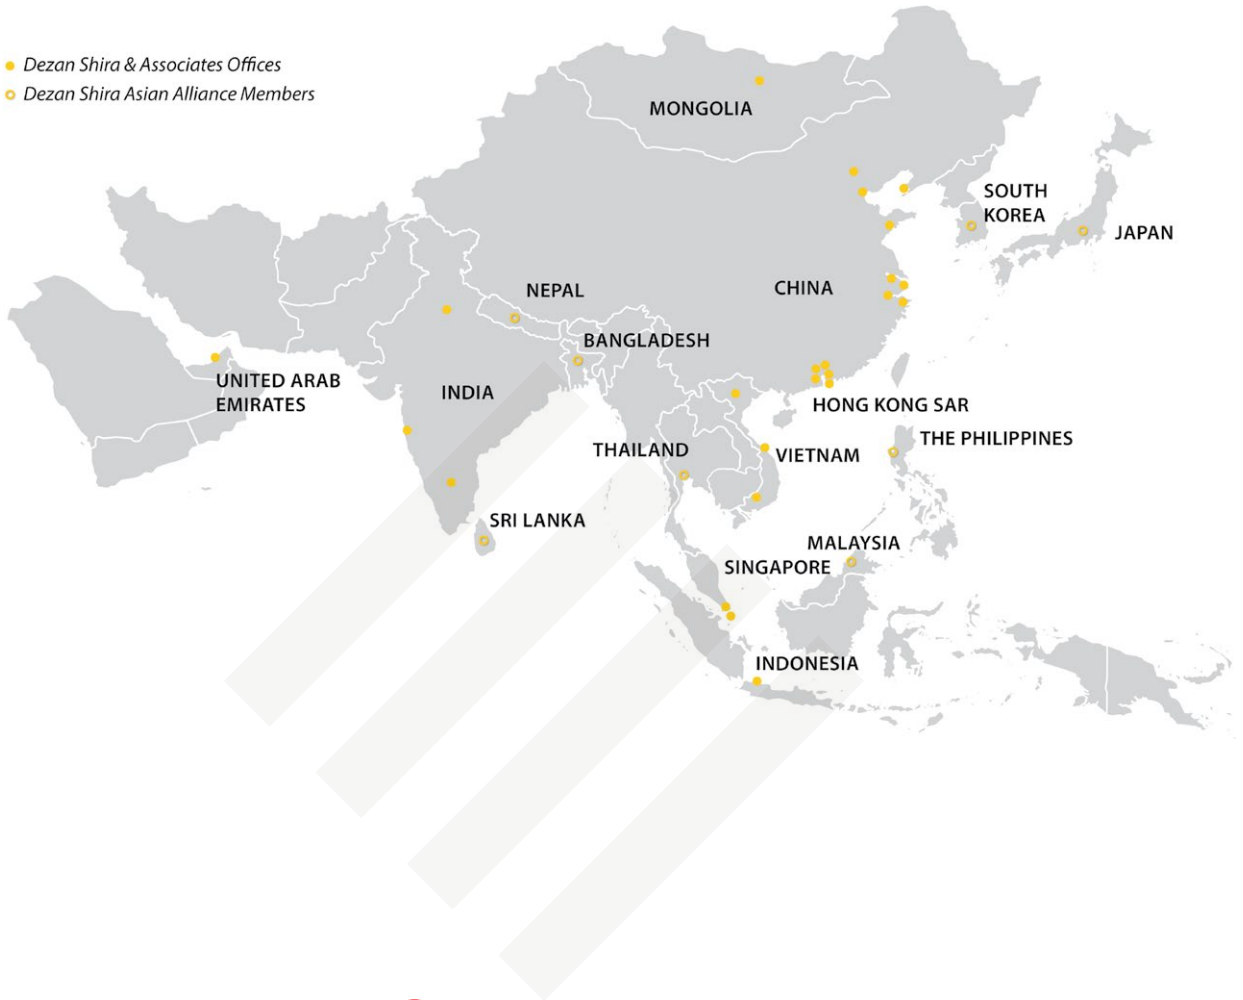 Dezan Shira & Associates Offices
Dezan Shira Asian Alliance Members
MONGOLIA
SOUTH
KOREA
JAPAN
CHINA
NEPAL
BANGLADESH
UNITED ARAB
EMIRATES
INDIA
HONG KONG SAR
THE PHILIPPINES
THAILAND
VIETNAM
SRI LANKA
MALAYSIA
SINGAPORE
INDONESIA